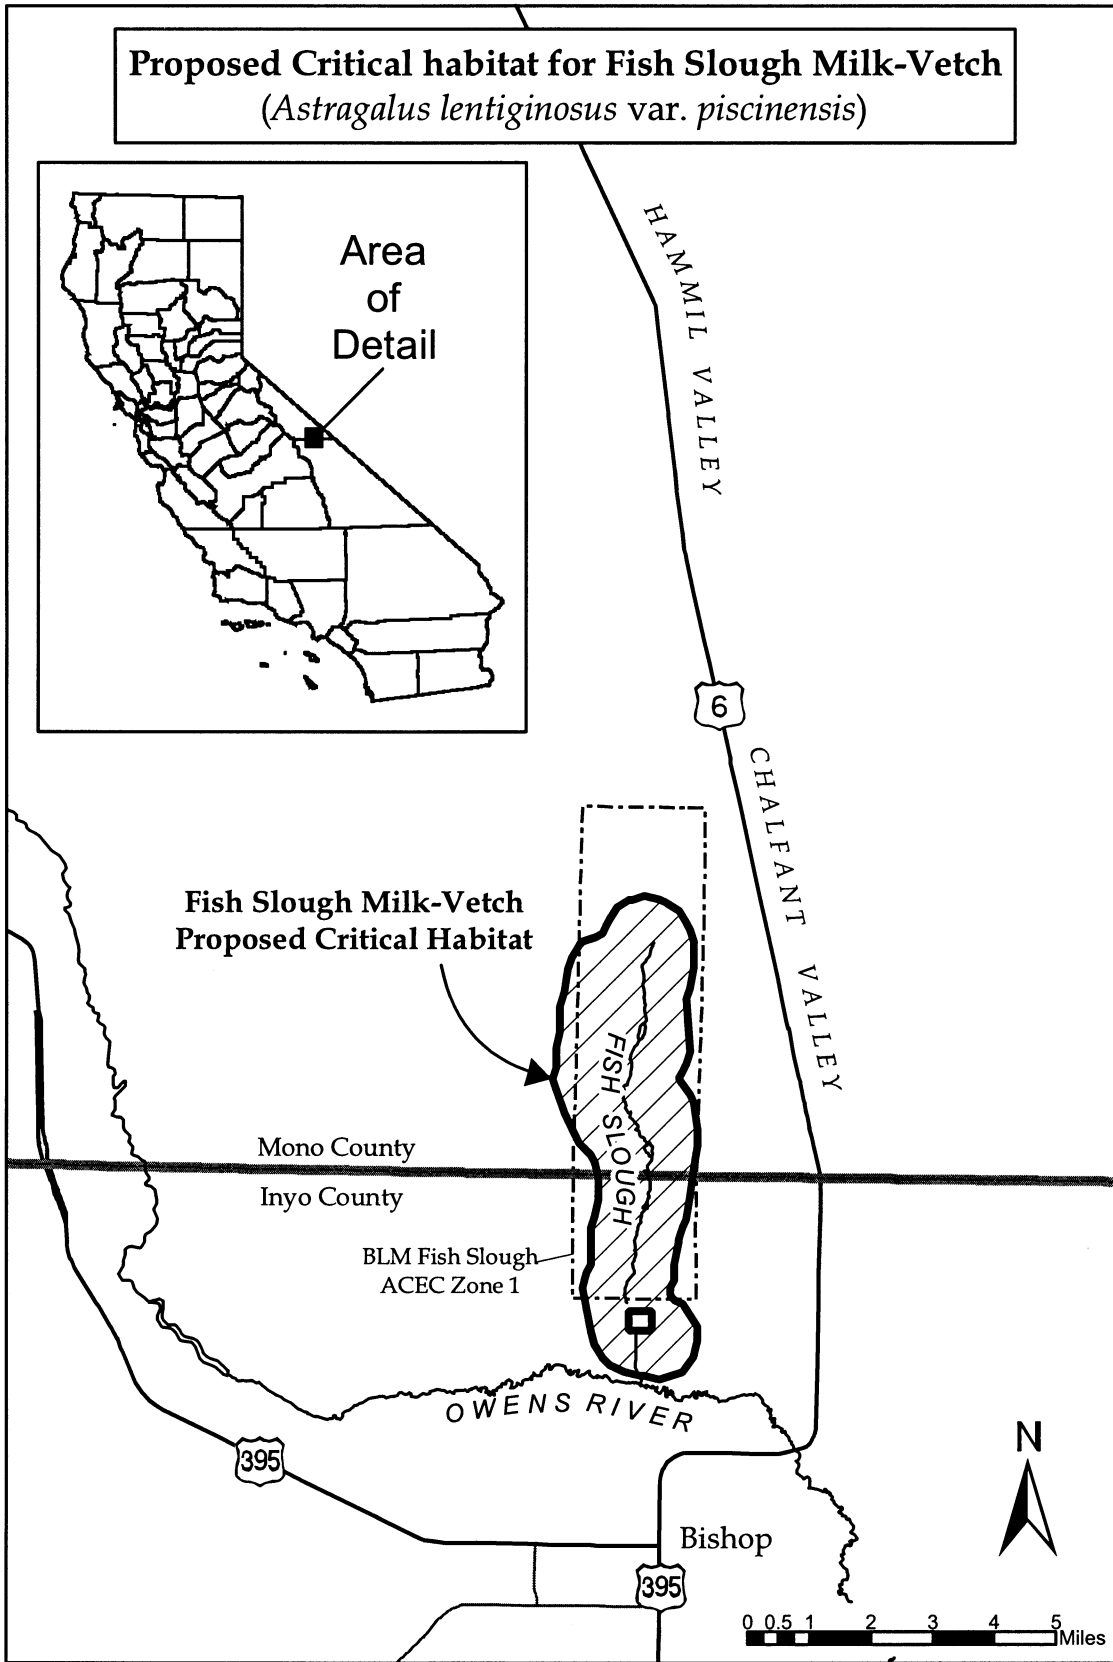 Proposed Critical habitat for Fish Slough Milk-Vetch
(Astragalus lentiginosus var. piscinensis)
Area
of
Detail
HAMMIL VALLEY
6
CHALFANT VALLEY
Fish Slough Milk-Vetch
Proposed Critical Habitat
FISH SLOUGH
Mono County
Inyo County
BLM Fish Slough
ACEC Zone 1
OWENS RIVER
395
N
Bishop
395
0 0.5 1 2 3 4 5
Miles